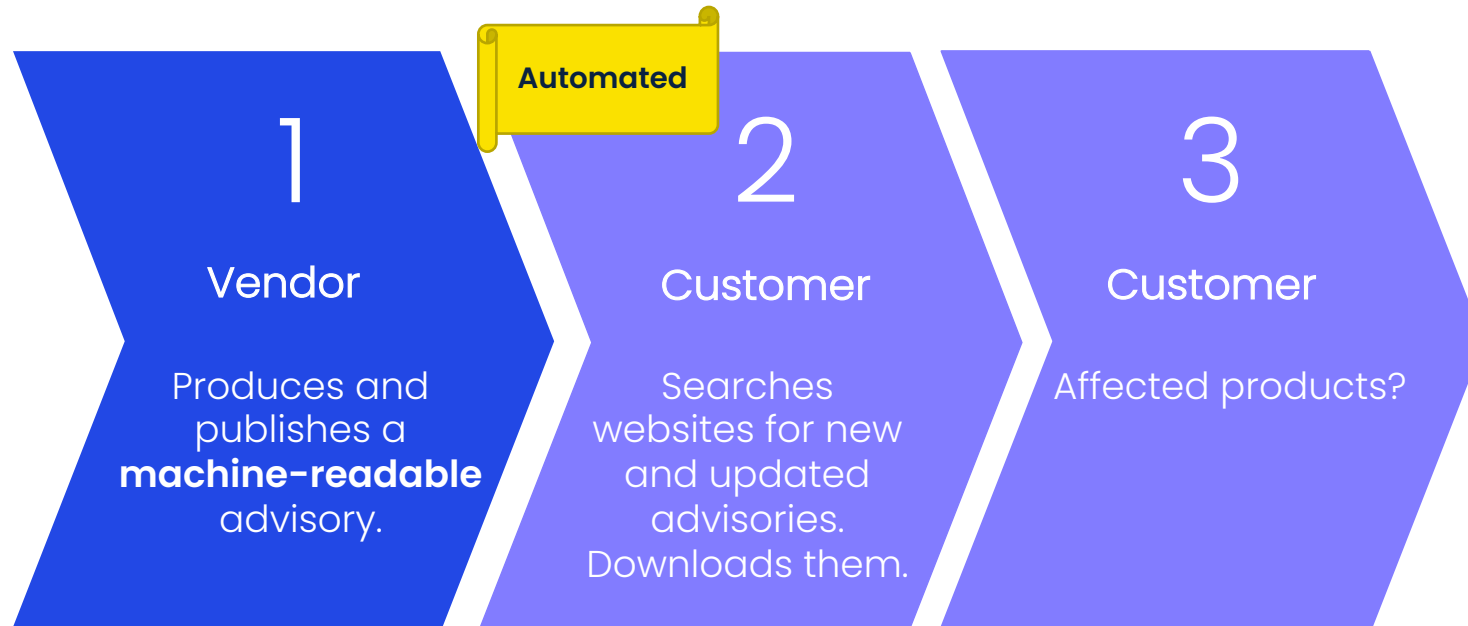 Automated
1
Vendor
Produces and
publishes a
machine-readable
advisory.
2
Customer
Searches
websites for new
and updated
advisories.
Downloads them.
3
Customer
Affected products?